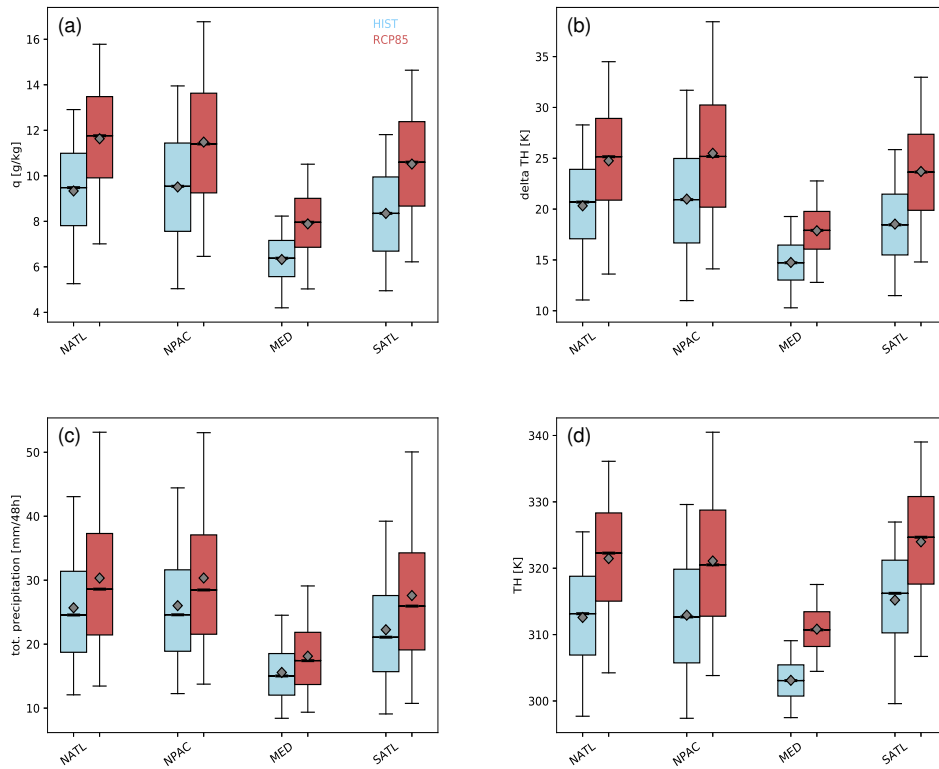 (a)
HIST
RCP85
q [g/kg]
16
14
12
10
8
6
4
NATL
NPAC
MED
SATL
(b)
delta TH [K]
35
30
25
20
15
10
NATL
NPAC
MED
SATL
(c)
tot. precipitation [mm/48h]
50
40
30
20
10
NATL
NPAC
MED
SATL
(d)
TH [K]
340
330
320
310
300
NATL
NPAC
MED
SATL